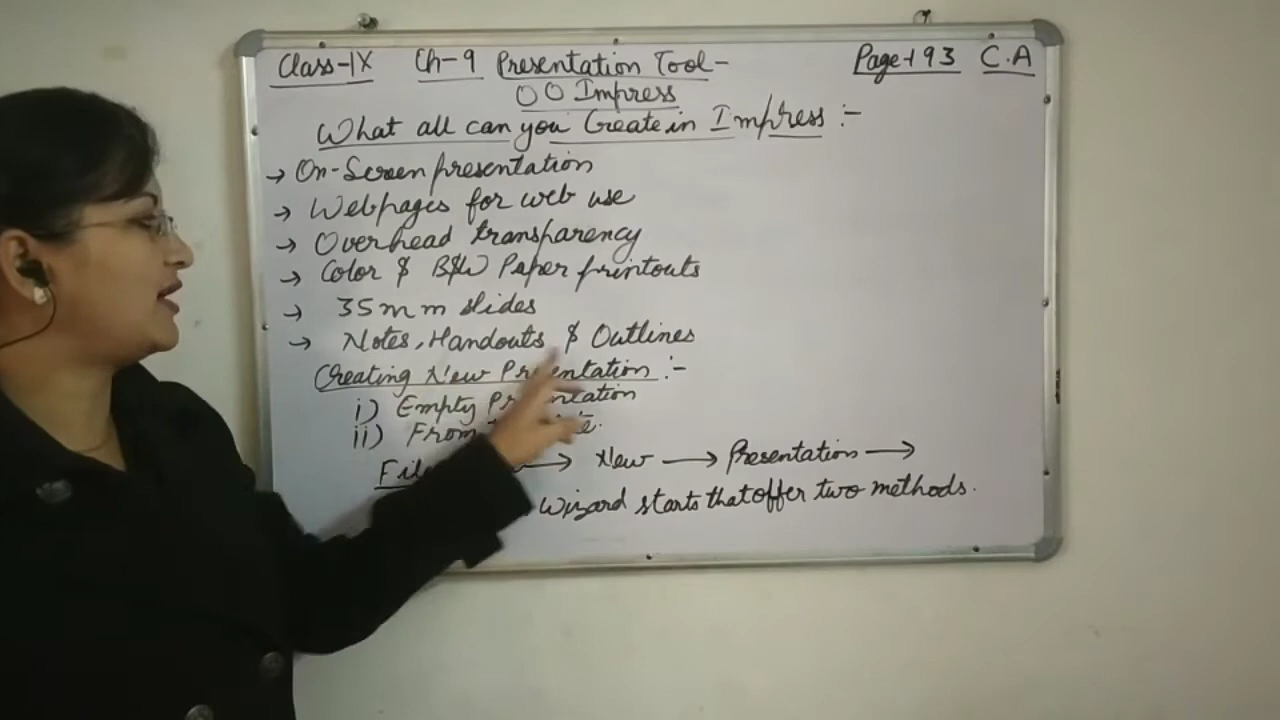 Class-IX Ch-9 Presentation Tool- Page-193 C.A
OO Impress
What all can you Create in Impress :-
→ On-Screen presentation
→ Webpages for web use
→ Overhead transparency
→ Color & B&W Paper printouts
→ 35mm slides
→ Notes, Handouts & Outlines
Creating New Presentation :-
i) Empty Presentation
ii) From
File → New → Presentation →
Wizard starts that offer two methods.